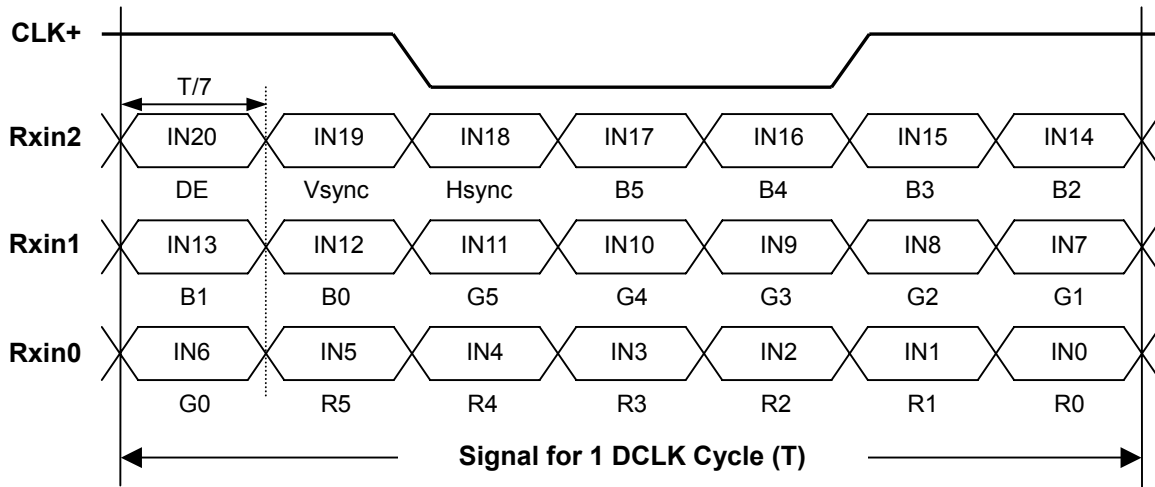 CLK+
T/7
Rxin2 IN20 IN19 IN18 IN17 IN16 IN15 IN14
DE Vsync Hsync B5 B4 B3 B2
Rxin1 IN13 IN12 IN11 IN10 IN9 IN8 IN7
B1 B0 G5 G4 G3 G2 G1
Rxin0 IN6 IN5 IN4 IN3 IN2 IN1 IN0
G0 R5 R4 R3 R2 R1 R0
Signal for 1 DCLK Cycle (T)